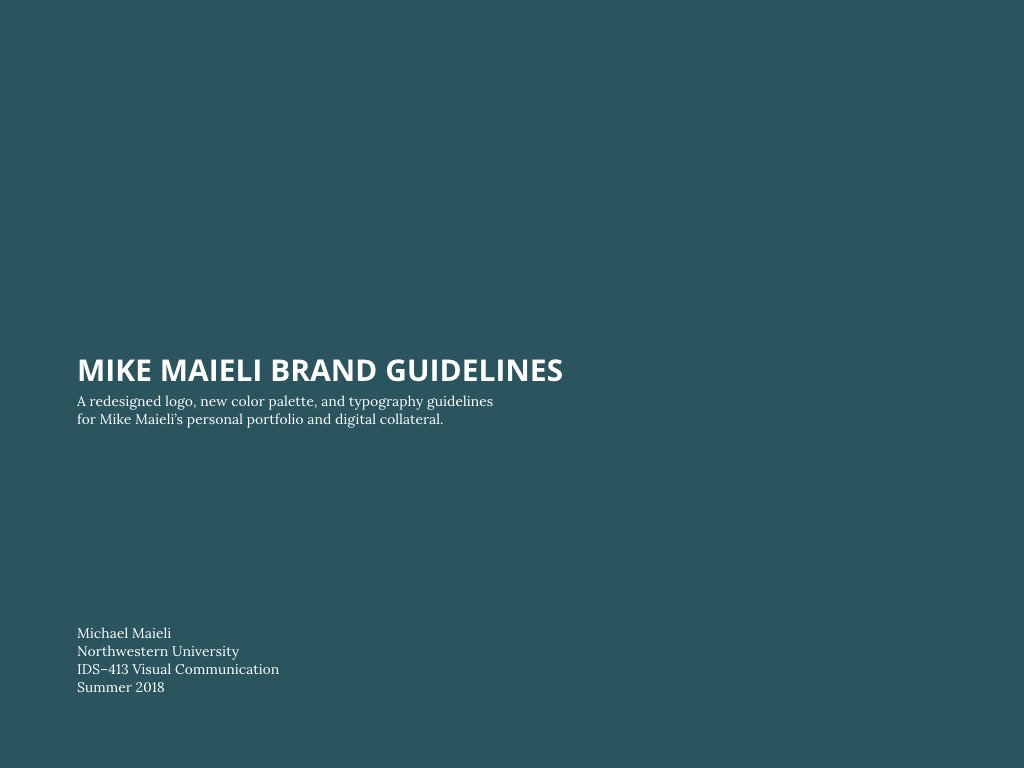 MIKE MAIELI BRAND GUIDELINES
A redesigned logo, new color palette, and typography guidelines
for Mike Maieli’s personal portfolio and digital collateral.
Michael Maieli
Northwestern University
IDS–413 Visual Communication
Summer 2018